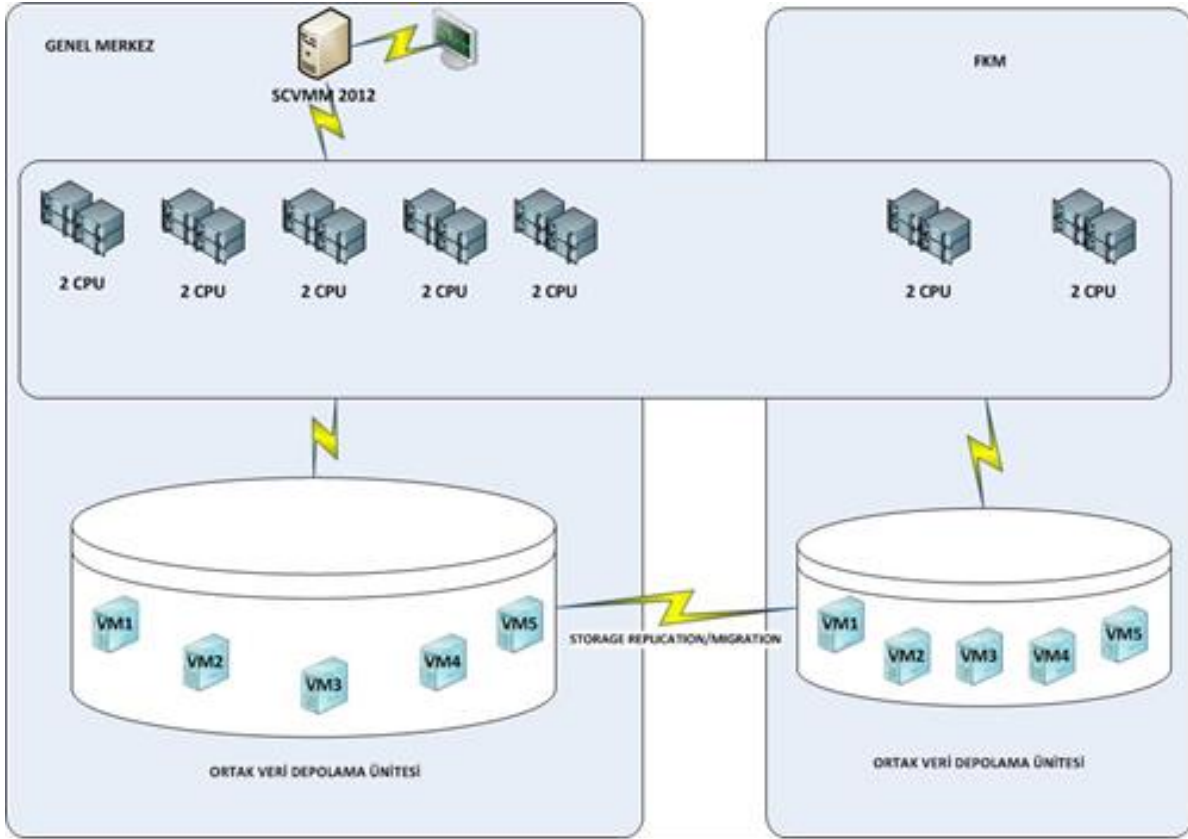 GENEL MERKEZ
FKM
SCVMM 2012
2 CPU
2 CPU
2 CPU
2 CPU
2 CPU
2 CPU
2 CPU
VM1
VM2
VM3
VM4
VM5
STORAGE REPLICATION/MIGRATION
VM1
VM2
VM3
VM4
VM5
ORTAK VERİ DEPOLAMA ÜNİTESİ
ORTAK VERİ DEPOLAMA ÜNİTESİ